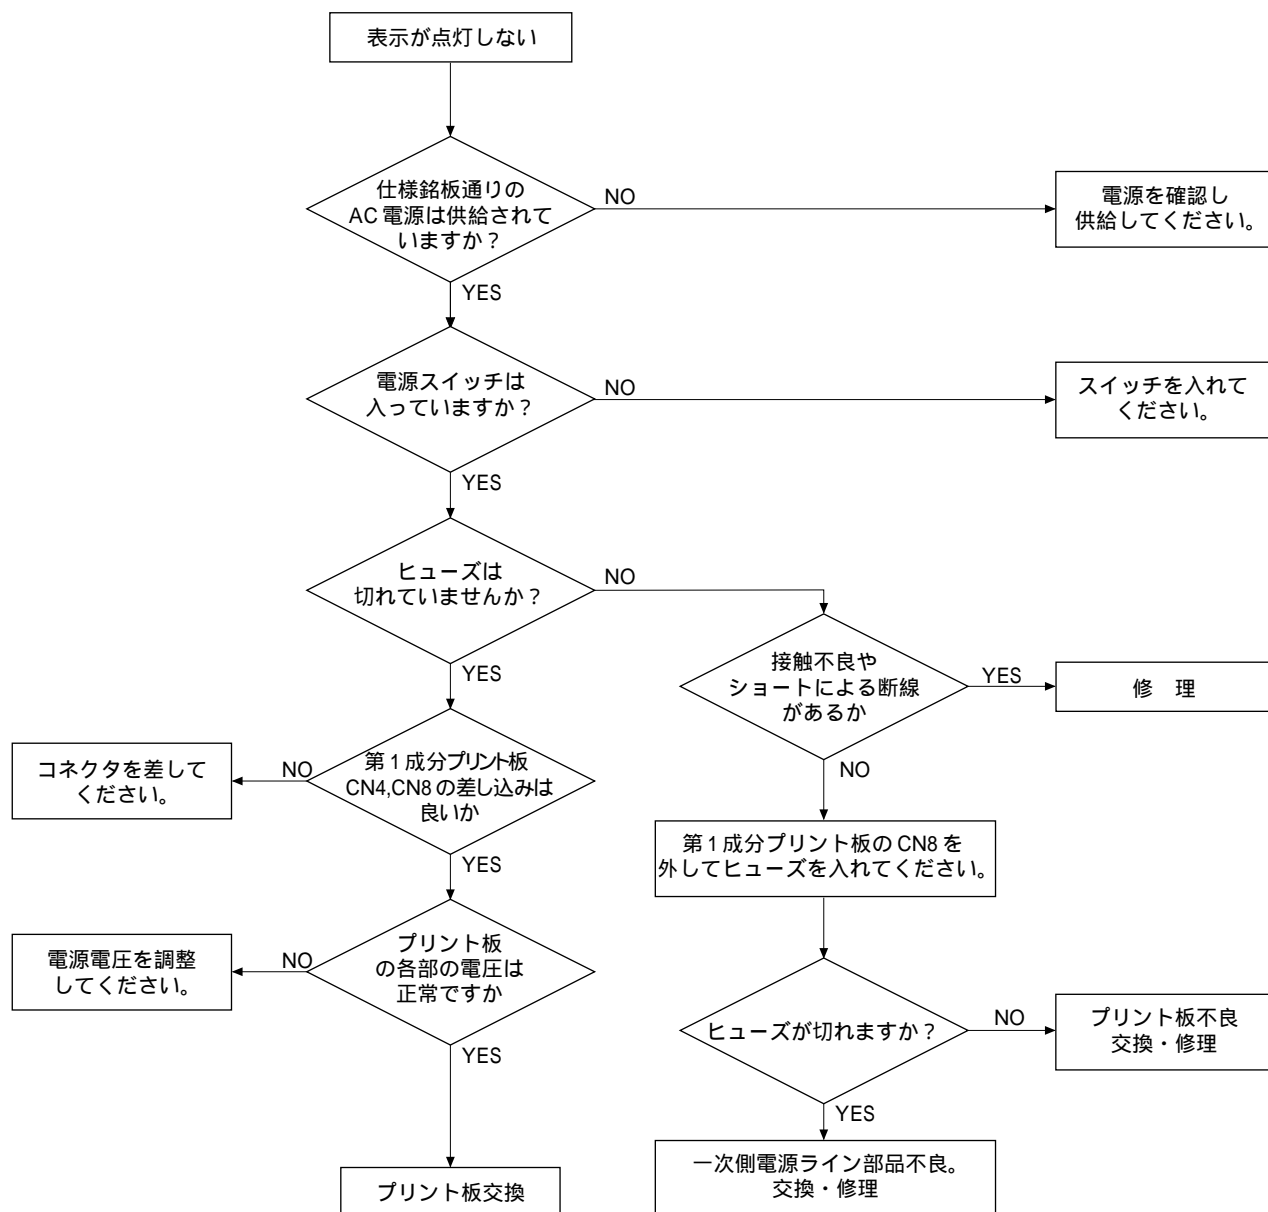 表示が点灯しない
仕様銘板通りの
AC電源は供給されて
いますか？
NO
電源を確認し
供給してください。
YES
電源スイッチは
入っていますか？
NO
スイッチを入れて
ください。
YES
ヒューズは
切れていませんか？
NO
YES
接触不良や
ショートによる断線
があるか
YES
修　理
NO
第1成分プリント板
CN4,CN8の差し込みは
良いか
NO
コネクタを差して
ください。
YES
第1成分プリント板のCN8を
外してヒューズを入れてください。
プリント板
の各部の電圧は
正常ですか
NO
電源電圧を調整
してください。
YES
ヒューズが切れますか？
NO
プリント板不良
交換・修理
YES
プリント板交換
一次側電源ライン部品不良。
交換・修理